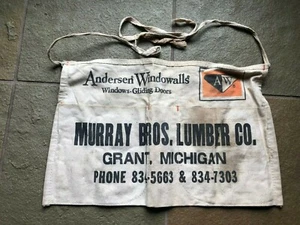 Andersen Windowalls
Windows-Gliding Doors
AW
MURRAY BROS. LUMBER CO.
GRANT, MICHIGAN
PHONE 834-5663 & 834-7303